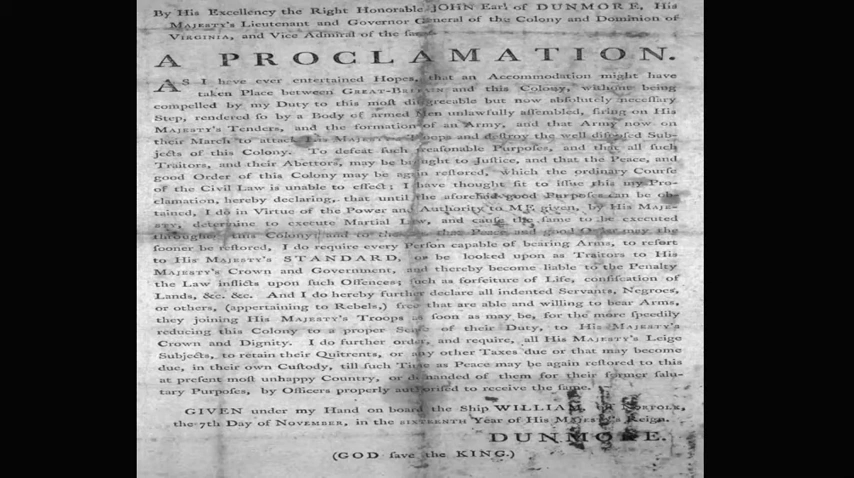 By His Excellency the Right Honorable JOHN Earl of DUNMORE, His
MAJESTY's Lieutenant and Governor General of the Colony and Dominion of
VIRGINIA, and Vice Admiral of the same.
A PROCLAMATION.
AS I have ever entertained Hopes, that an Accommodation might have
taken Place between GREAT-BRITAIN and this Colony, without being
compelled by my Duty to this most disagreeable but now absolutely necessary
Step, rendered so by a Body of armed Men unlawfully assembled, firing on His
MAJESTY's Tenders, and the formation of an Army, and that Army now on
their March to attack His MAJESTY's Troops and destroy the well disposed Sub-
jects of this Colony. To defeat such treasonable Purposes, and that all such
Traitors, and their Abettors, may be brought to Justice, and that the Peace, and
good Order of this Colony may be again restored, which the ordinary Course
of the Civil Law is unable to effect; I have thought fit to issue this my Pro-
clamation, hereby declaring, that until the aforesaid good Purposes can be ob-
tained, I do in Virtue of the Power and Authority to ME given, by His MAJE-
STY, determine to execute Martial Law, and cause the same to be executed
throughout this Colony; and to the end that Peace and good Order may the
sooner be restored, I do require every Person capable of bearing Arms, to resort
to His MAJESTY's STANDARD, or be looked upon as Traitors to His
MAJESTY's Crown and Government, and thereby become liable to the Penalty
the Law inflicts upon such Offences; such as forfeiture of Life, confiscation of
Lands, &c. &c. And I do hereby further declare all indented Servants, Negroes,
or others, (appertaining to Rebels,) free that are able and willing to bear Arms,
they joining His MAJESTY's Troops as soon as may be, for the more speedily
reducing this Colony to a proper Sense of their Duty, to His MAJESTY's
Crown and Dignity. I do further order, and require, all His MAJESTY's Leige
Subjects, to retain their Quitrents, or any other Taxes due or that may become
due, in their own Custody, till such Time as Peace may be again restored to this
at present most unhappy Country, or demanded of them for their former salu-
tary Purposes, by Officers properly authorised to receive the same.
GIVEN under my Hand on board the Ship WILLIAM, off NORFOLK,
the 7th Day of NOVEMBER, in the SIXTEENTH Year of His MAJESTY's Reign.
DUNMORE.
(GOD save the KING.)